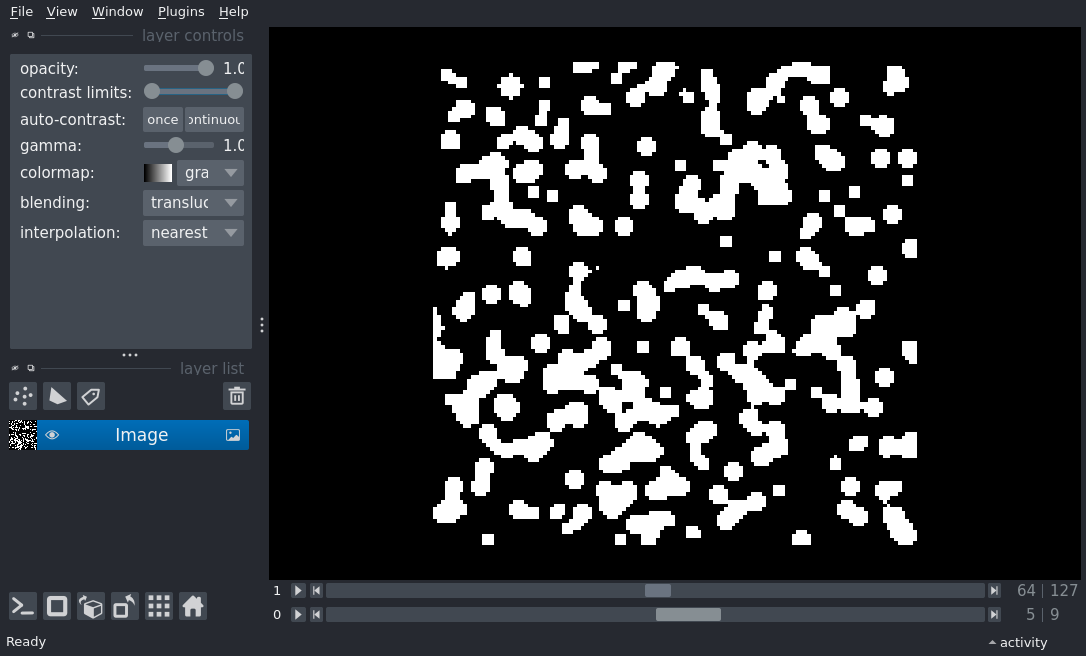 File View Window Plugins Help
layer controls
opacity: 1.0
contrast limits:
auto-contrast: once ontinuou
gamma: 1.0
colormap: gra
blending: transluc
interpolation: nearest
layer list
Image
1 64 127
0 5 9
Ready activity